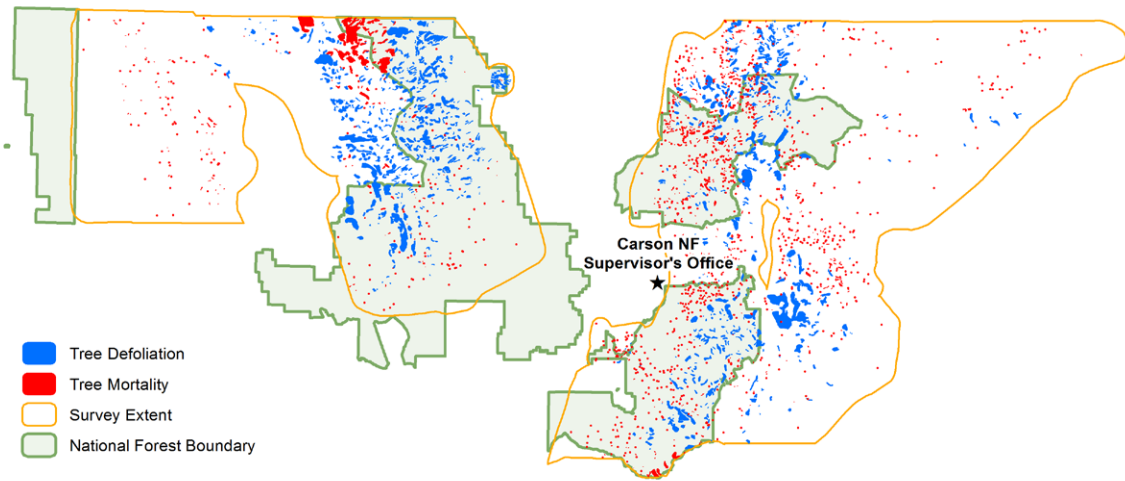 Carson NF
Supervisor's Office
Tree Defoliation
Tree Mortality
Survey Extent
National Forest Boundary